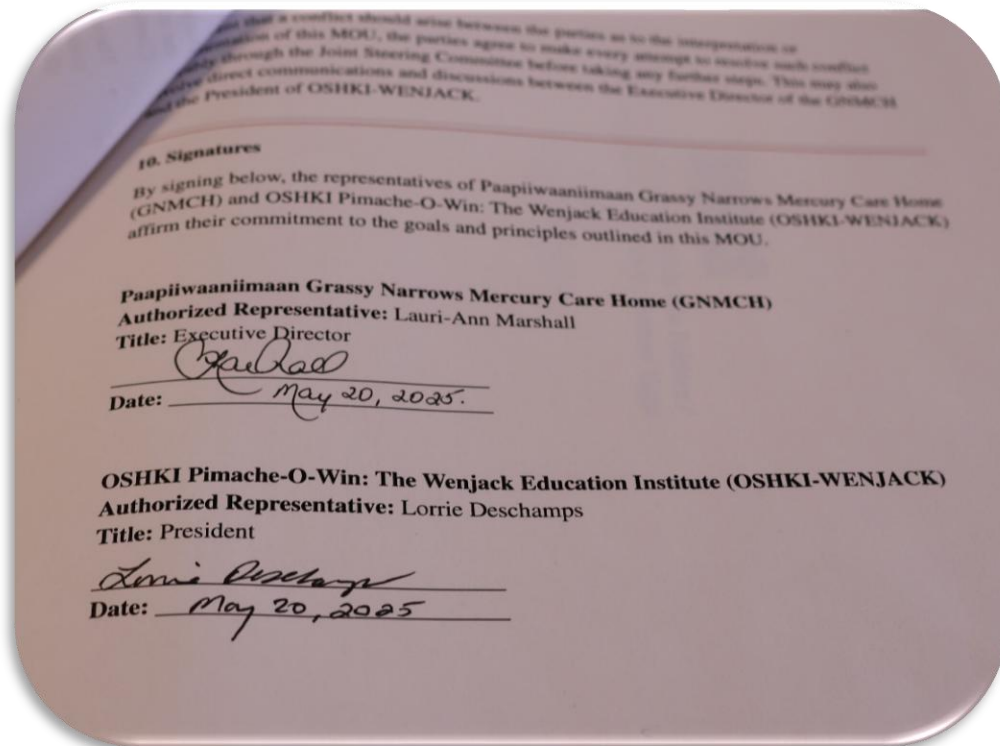 that a conflict should arise between the parties as to the interpretation or
of this MOU, the parties agree to make every attempt to resolve such conflict
through the Joint Steering Committee before taking any further steps. This may also
direct communications and discussions between the Executive Director of the GNMCH
the President of OSHKI-WENJACK.
10. Signatures
By signing below, the representatives of Paapiiwaaniimaan Grassy Narrows Mercury Care Home
(GNMCH) and OSHKI Pimache-O-Win: The Wenjack Education Institute (OSHKI-WENJACK)
affirm their commitment to the goals and principles outlined in this MOU.
Paapiiwaaniimaan Grassy Narrows Mercury Care Home (GNMCH)
Authorized Representative: Lauri-Ann Marshall
Title: Executive Director
Date: May 20, 2025.
OSHKI Pimache-O-Win: The Wenjack Education Institute (OSHKI-WENJACK)
Authorized Representative: Lorrie Deschamps
Title: President
Lorrie Deschamps
Date: May 20, 2025